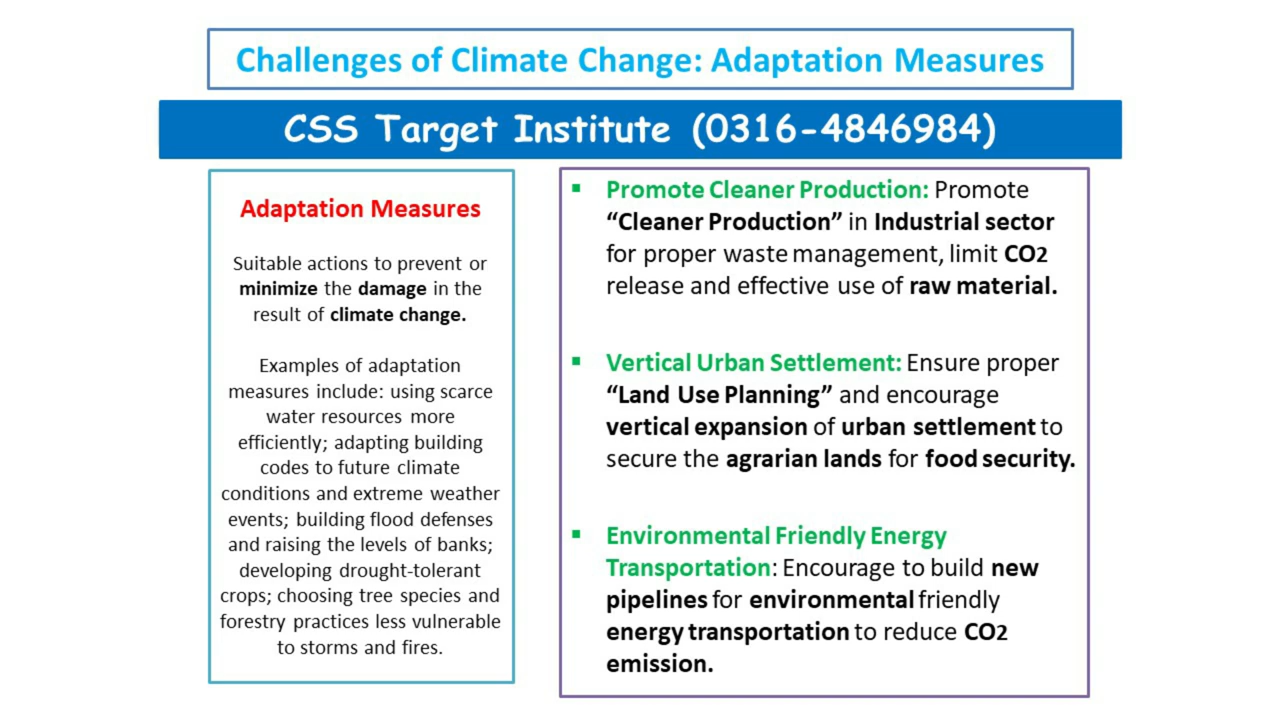 Challenges of Climate Change: Adaptation Measures
CSS Target Institute (0316-4846984)
Adaptation Measures
Suitable actions to prevent or
minimize the damage in the
result of climate change.
Examples of adaptation
measures include: using scarce
water resources more
efficiently; adapting building
codes to future climate
conditions and extreme weather
events; building flood defenses
and raising the levels of banks;
developing drought-tolerant
crops; choosing tree species and
forestry practices less vulnerable
to storms and fires.
▪ Promote Cleaner Production: Promote
“Cleaner Production” in Industrial sector
for proper waste management, limit CO2
release and effective use of raw material.
▪ Vertical Urban Settlement: Ensure proper
“Land Use Planning” and encourage
vertical expansion of urban settlement to
secure the agrarian lands for food security.
▪ Environmental Friendly Energy
Transportation: Encourage to build new
pipelines for environmental friendly
energy transportation to reduce CO2
emission.